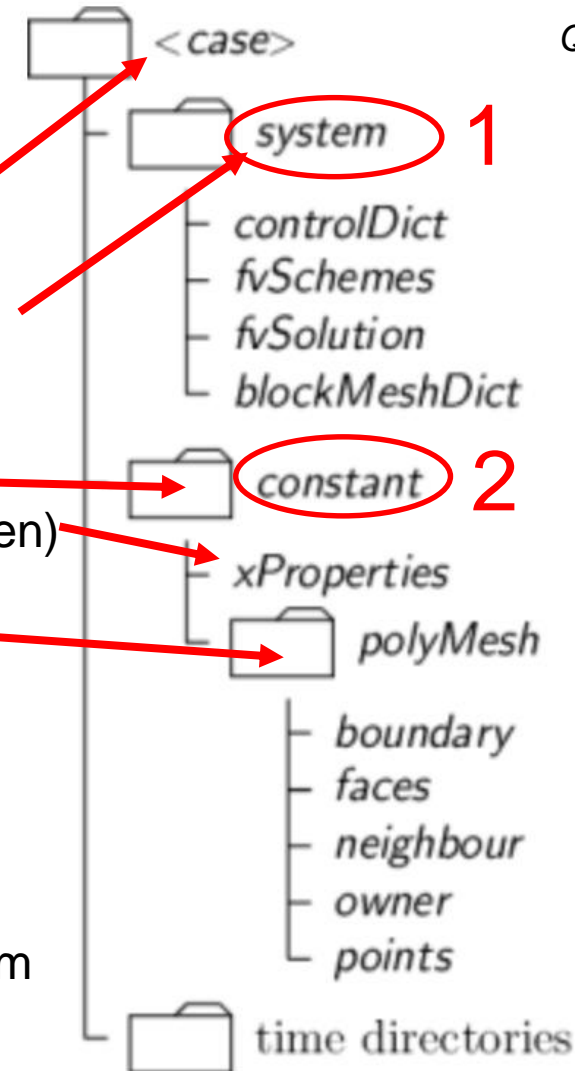 <case>
Q
system
1
controlDict
fvSchemes
fvSolution
blockMeshDict
constant
2
en)
xProperties
polyMesh
boundary
faces
neighbour
owner
m
points
time directories